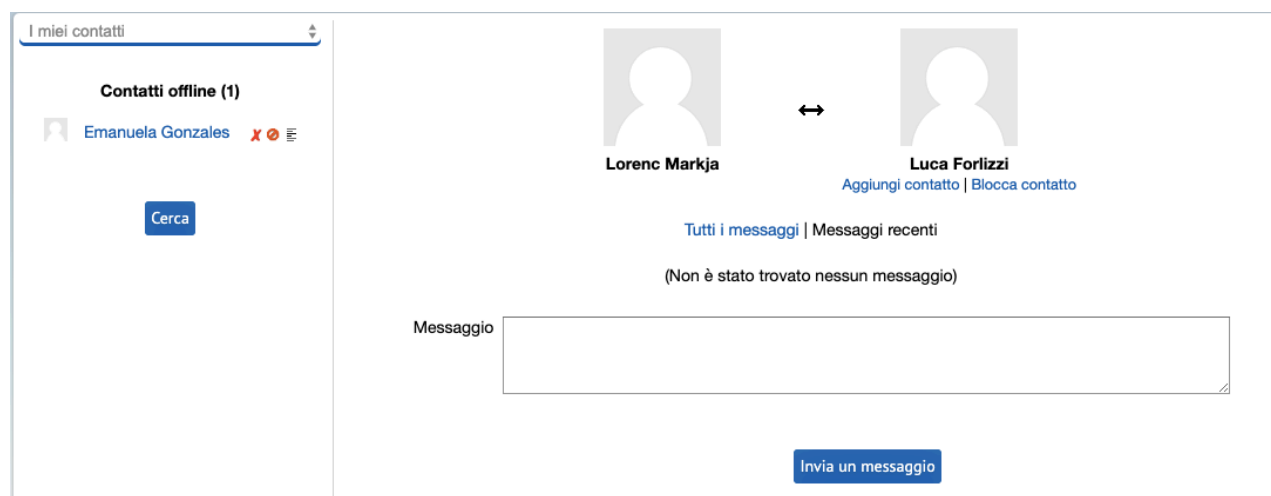 I miei contatti
Contatti offline (1)
Emanuela Gonzales
Cerca
Lorenc Markja
Luca Forlizzi
Aggiungi contatto | Blocca contatto
Tutti i messaggi | Messaggi recenti
(Non è stato trovato nessun messaggio)
Messaggio
Invia un messaggio